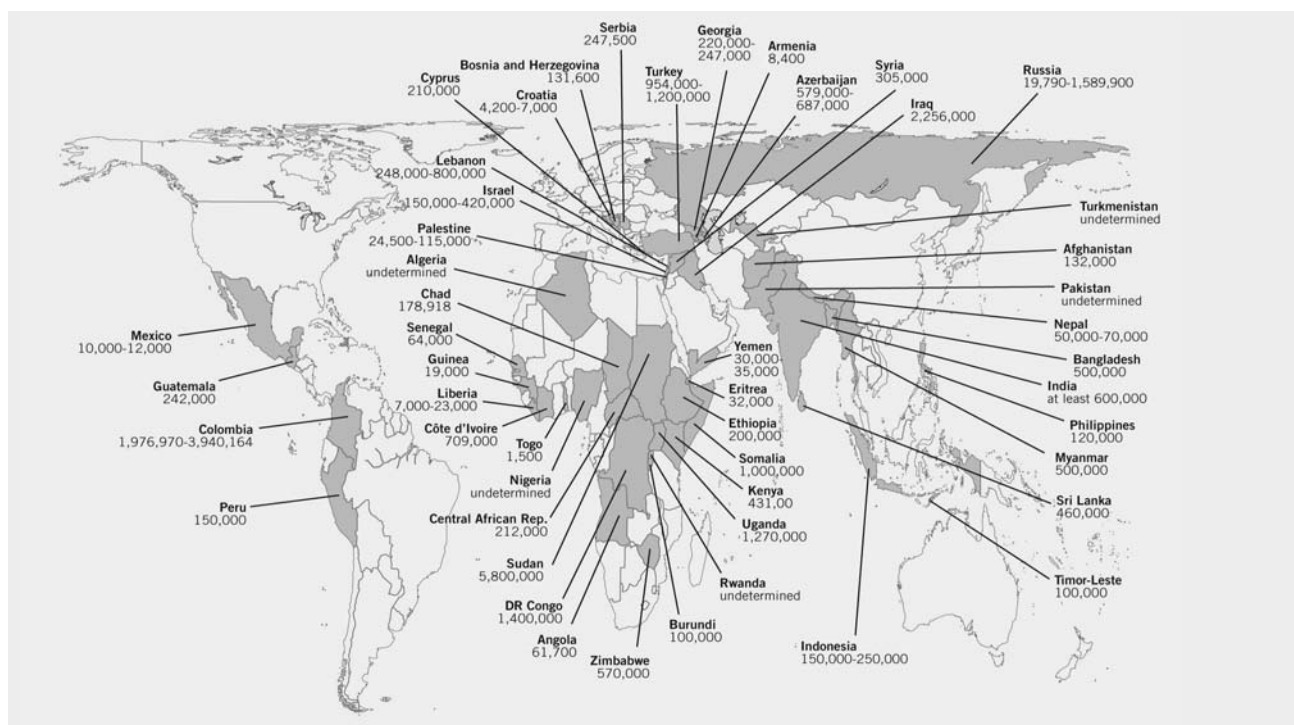 Serbia
247,500
Georgia
220,000-
247,000
Armenia
8,400
Bosnia and Herzegovina
131,600
Turkey
954,000-
1,200,000
Syria
305,000
Cyprus
210,000
Azerbaijan
579,000-
687,000
Russia
19,790-1,589,900
Croatia
4,200-7,000
Iraq
2,256,000
Lebanon
248,000-800,000
Israel
150,000-420,000
Turkmenistan
undetermined
Palestine
24,500-115,000
Afghanistan
132,000
Algeria
undetermined
Pakistan
undetermined
Chad
178,918
Nepal
50,000-70,000
Senegal
64,000
Mexico
10,000-12,000
Yemen
30,000-
35,000
Bangladesh
500,000
Guinea
19,000
Guatemala
242,000
Eritrea
32,000
India
at least 600,000
Liberia
7,000-23,000
Ethiopia
200,000
Philippines
120,000
Colombia
1,976,970-3,940,164
Côte d'Ivoire
709,000
Togo
1,500
Somalia
1,000,000
Myanmar
500,000
Nigeria
undetermined
Kenya
431,00
Sri Lanka
460,000
Peru
150,000
Central African Rep.
212,000
Uganda
1,270,000
Sudan
5,800,000
Rwanda
undetermined
Timor-Leste
100,000
DR Congo
1,400,000
Burundi
100,000
Angola
61,700
Indonesia
150,000-250,000
Zimbabwe
570,000